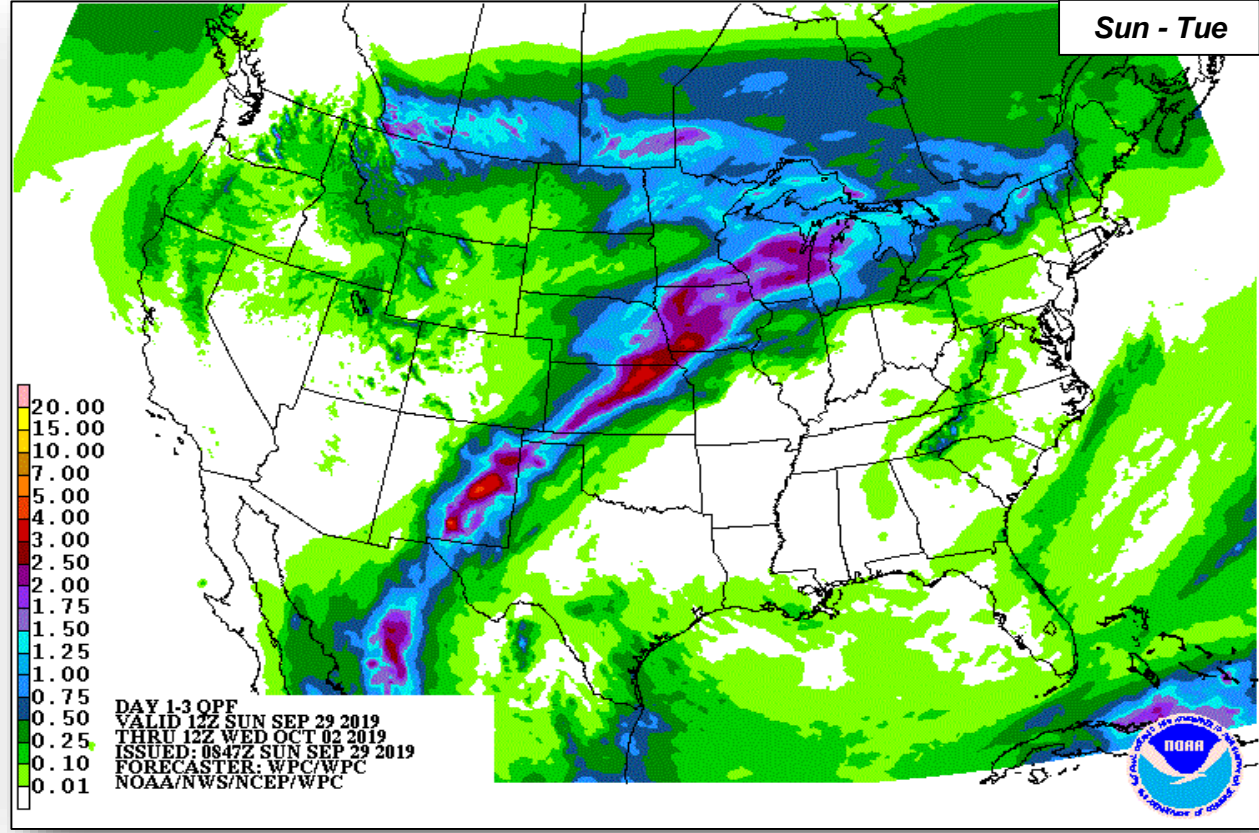 Sun - Tue
20.00
15.00
10.00
7.00
5.00
4.00
3.00
2.50
2.00
1.75
1.50
1.25
1.00
0.75
0.50
0.25
0.10
0.01
DAY 1-3 QPF
VALID 12Z SUN SEP 29 2019
THRU 12Z WED OCT 02 2019
ISSUED: 0847Z SUN SEP 29 2019
FORECASTER: WPC/WPC
NOAA/NWS/NCEP/WPC
NOAA